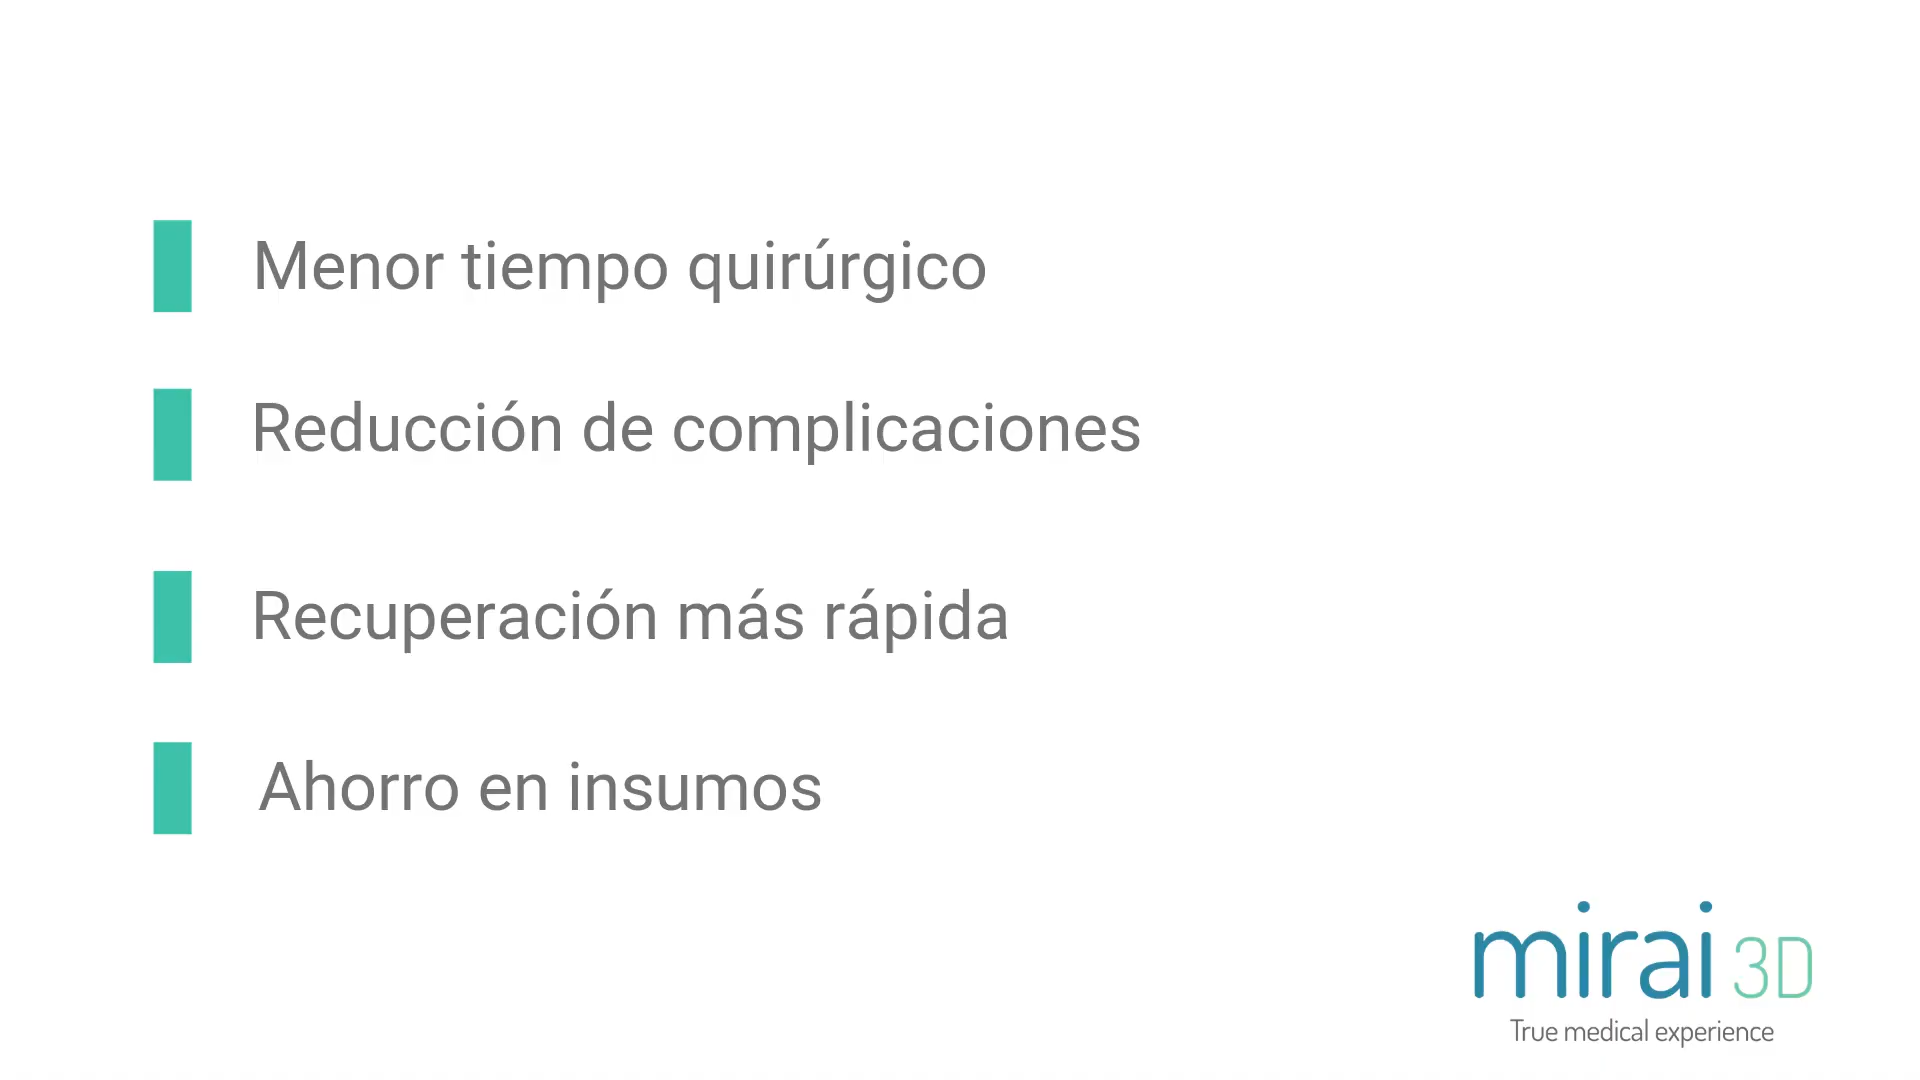 Menor tiempo quirúrgico
Reducción de complicaciones
Recuperación más rápida
Ahorro en insumos
mirai 3D
True medical experience